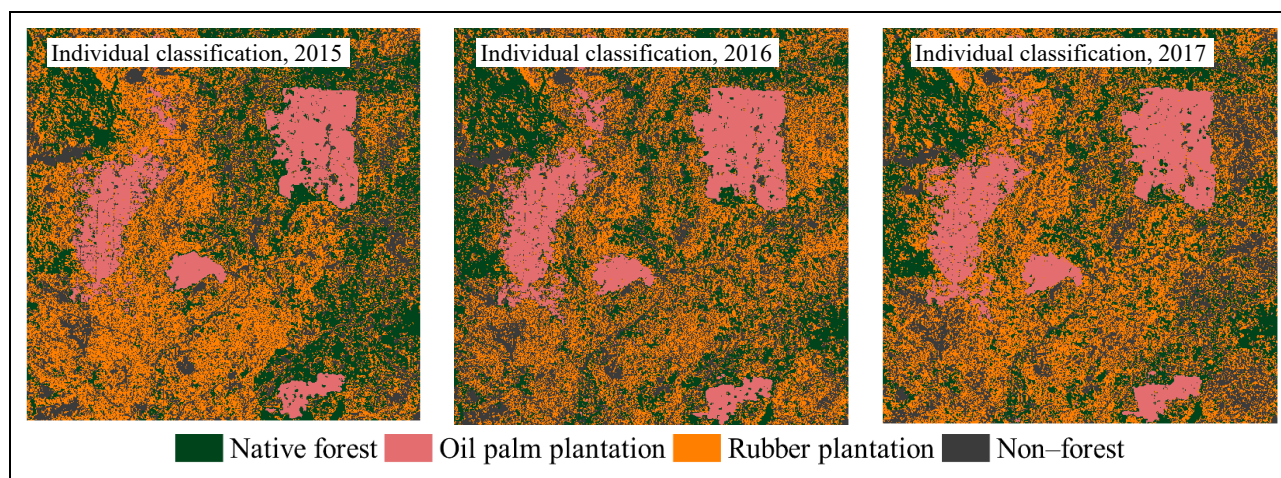 Individual classification, 2015
Individual classification, 2016
Individual classification, 2017
Native forest Oil palm plantation Rubber plantation Non–forest